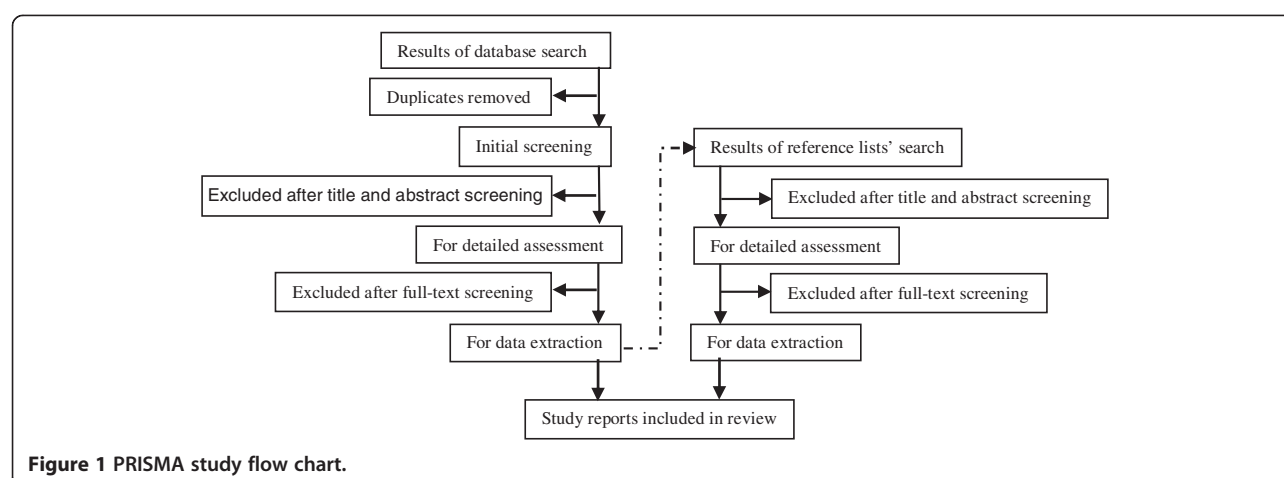 Results of database search
Duplicates removed
Initial screening
Excluded after title and abstract screening
For detailed assessment
Excluded after full-text screening
For data extraction
Results of reference lists' search
Excluded after title and abstract screening
For detailed assessment
Excluded after full-text screening
For data extraction
Study reports included in review
Figure 1 PRISMA study flow chart.